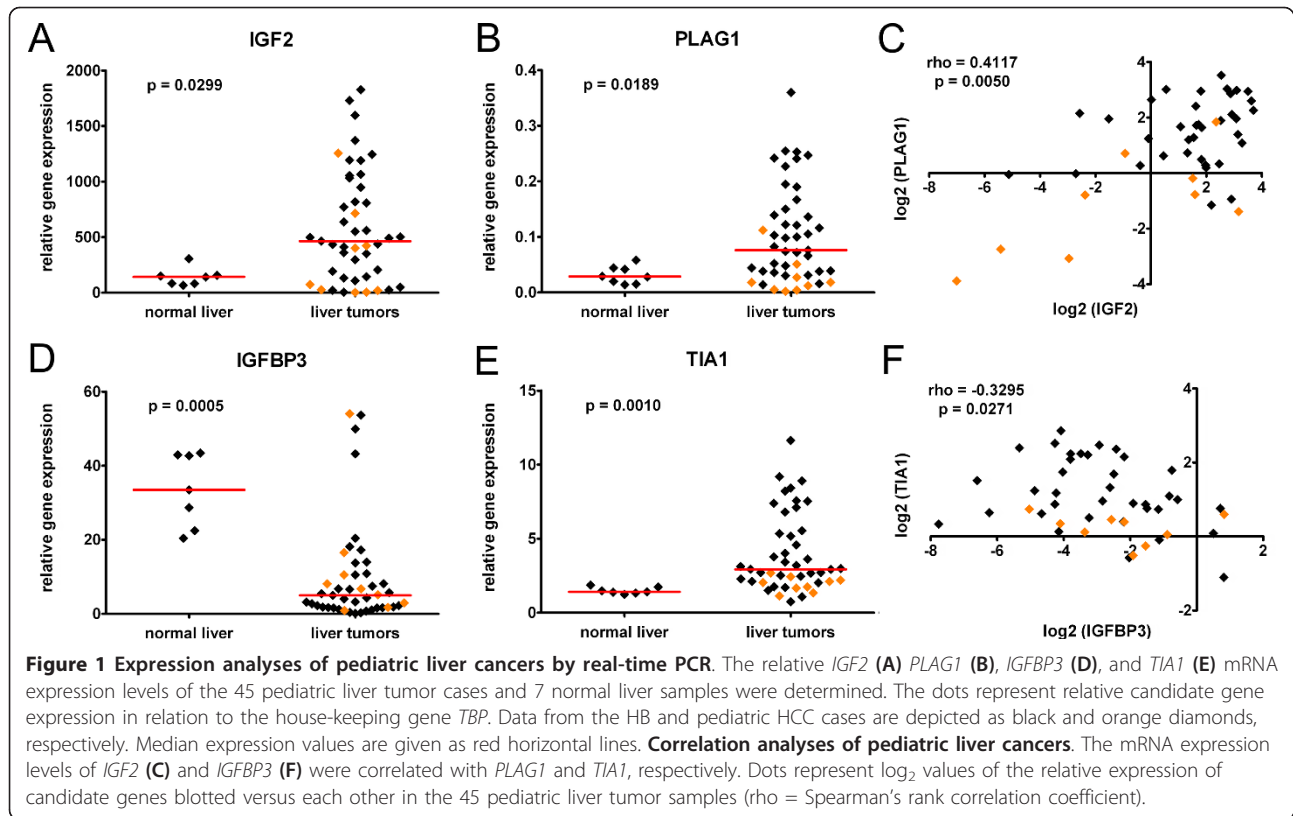 A
IGF2
p = 0.0299
relative gene expression
2000
1500
1000
500
0
normal liver
liver tumors
B
PLAG1
p = 0.0189
relative gene expression
0.4
0.3
0.2
0.1
0.0
normal liver
liver tumors
C
rho = 0.4117
p = 0.0050
log2 (PLAG1)
4
2
-2
-4
-8
-6
-4
-2
2
4
log2 (IGF2)
D
IGFBP3
p = 0.0005
relative gene expression
60
40
20
0
normal liver
liver tumors
E
TIA1
p = 0.0010
relative gene expression
15
10
5
0
normal liver
liver tumors
F
rho = -0.3295
p = 0.0271
log2 (TIA1)
4
2
-2
-8
-6
-4
-2
2
log2 (IGFBP3)
Figure 1 Expression analyses of pediatric liver cancers by real-time PCR. The relative IGF2 (A) PLAG1 (B), IGFBP3 (D), and TIA1 (E) mRNA
expression levels of the 45 pediatric liver tumor cases and 7 normal liver samples were determined. The dots represent relative candidate gene
expression in relation to the house-keeping gene TBP. Data from the HB and pediatric HCC cases are depicted as black and orange diamonds,
respectively. Median expression values are given as red horizontal lines. Correlation analyses of pediatric liver cancers. The mRNA expression
levels of IGF2 (C) and IGFBP3 (F) were correlated with PLAG1 and TIA1, respectively. Dots represent log₂ values of the relative expression of
candidate genes blotted versus each other in the 45 pediatric liver tumor samples (rho = Spearman's rank correlation coefficient).